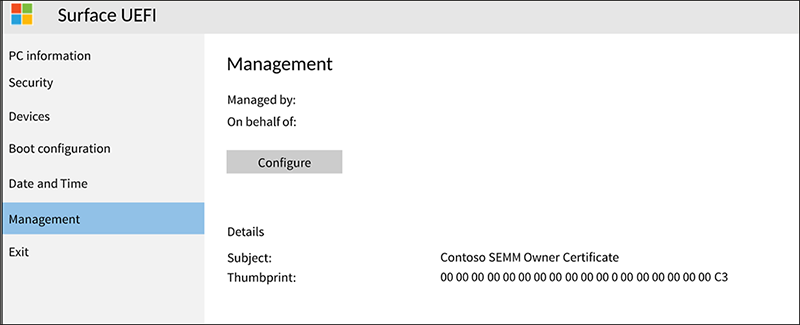 Surface UEFI
PC information
Security
Devices
Boot configuration
Date and Time
Management
Exit
Management
Managed by:
On behalf of:
Configure
Details
Subject: Contoso SEMM Owner Certificate
Thumbprint: 00 00 00 00 00 00 00 00 00 00 00 0 00 00 00 00 00 00 C3